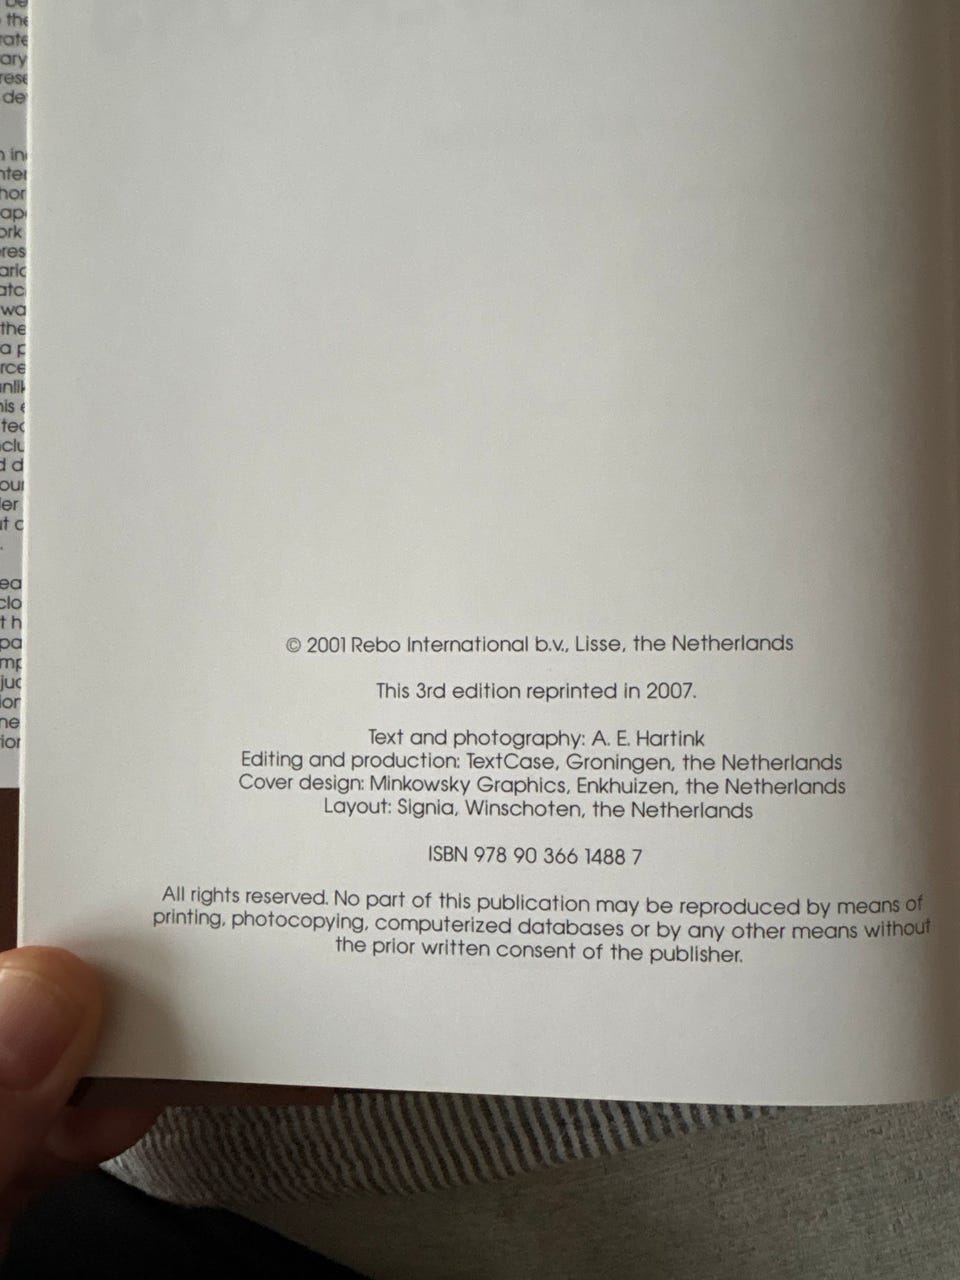 the
© 2001 Rebo International b.v., Lisse, the Netherlands
This 3rd edition reprinted in 2007.
Text and photography: A. E. Hartink
Editing and production: TextCase, Groningen, the Netherlands
Cover design: Minkowsky Graphics, Enkhuizen, the Netherlands
Layout: Signia, Winschoten, the Netherlands
ISBN 978 90 366 1488 7
All rights reserved. No part of this publication may be reproduced by means of
printing, photocopying, computerized databases or by any other means without
the prior written consent of the publisher.